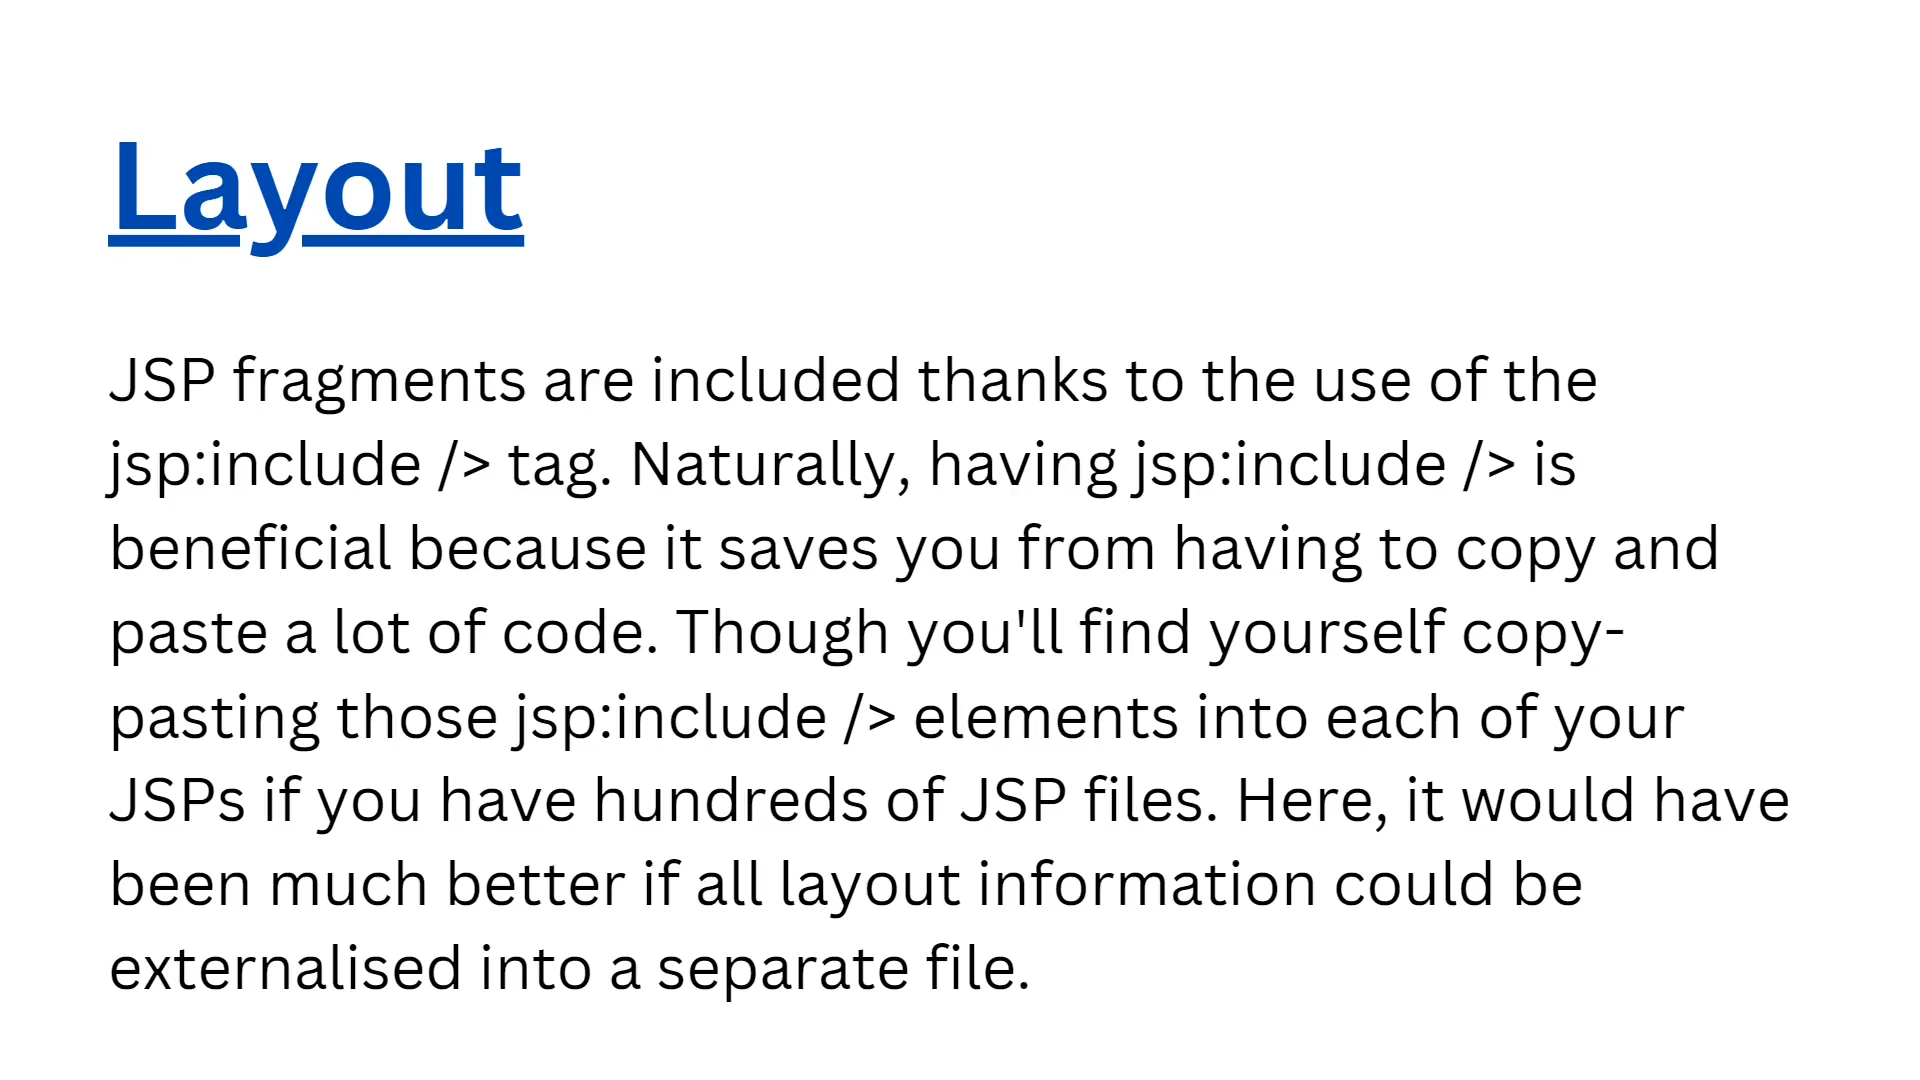 Layout
JSP fragments are included thanks to the use of the
jsp:include /> tag. Naturally, having jsp:include /> is
beneficial because it saves you from having to copy and
paste a lot of code. Though you'll find yourself copy-
pasting those jsp:include /> elements into each of your
JSPs if you have hundreds of JSP files. Here, it would have
been much better if all layout information could be
externalised into a separate file.